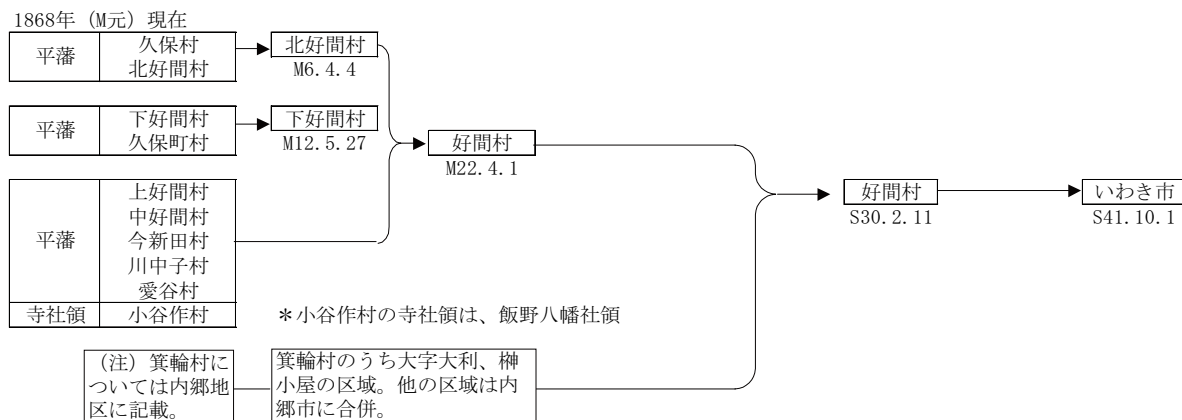 1868年（M元）現在
平藩
久保村
北好間村
北好間村
M6.4.4
平藩
下好間村
久保町村
下好間村
M12.5.27
好間村
M22.4.1
平藩
上好間村
中好間村
今新田村
川中子村
愛谷村
寺社領
小谷作村
＊小谷作村の寺社領は、飯野八幡社領
（注）箕輪村に
ついては内郷地
区に記載。
箕輪村のうち大字大利、榊
小屋の区域。他の区域は内
郷市に合併。
好間村
S30.2.11
いわき市
S41.10.1